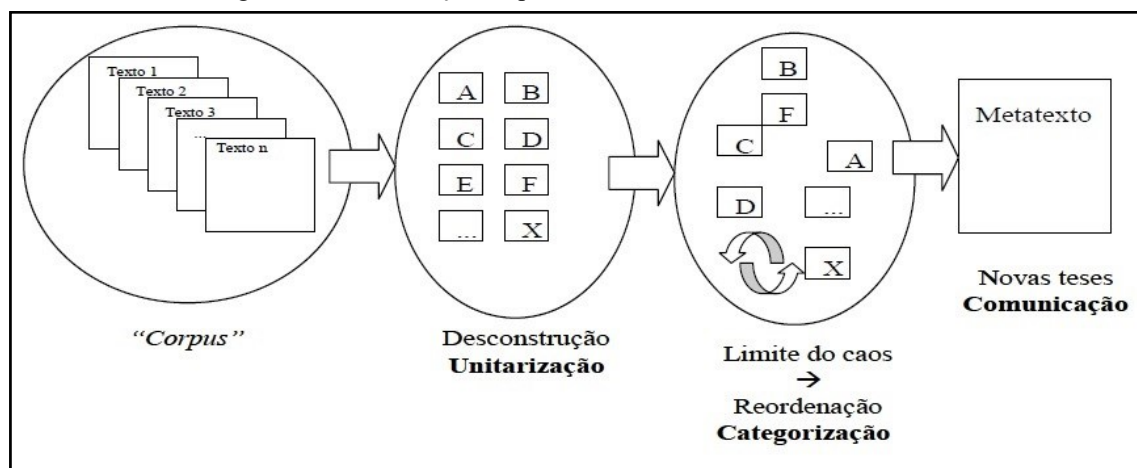 Texto 1
Texto 2
Texto 3
...
Texto n
A B
C D
E F
... X
B
F
C
A
D
...
X
Metatexto
“Corpus”
Desconstrução
Unitarização
Limite do caos
→
Reordenação
Categorização
Novas teses
Comunicação